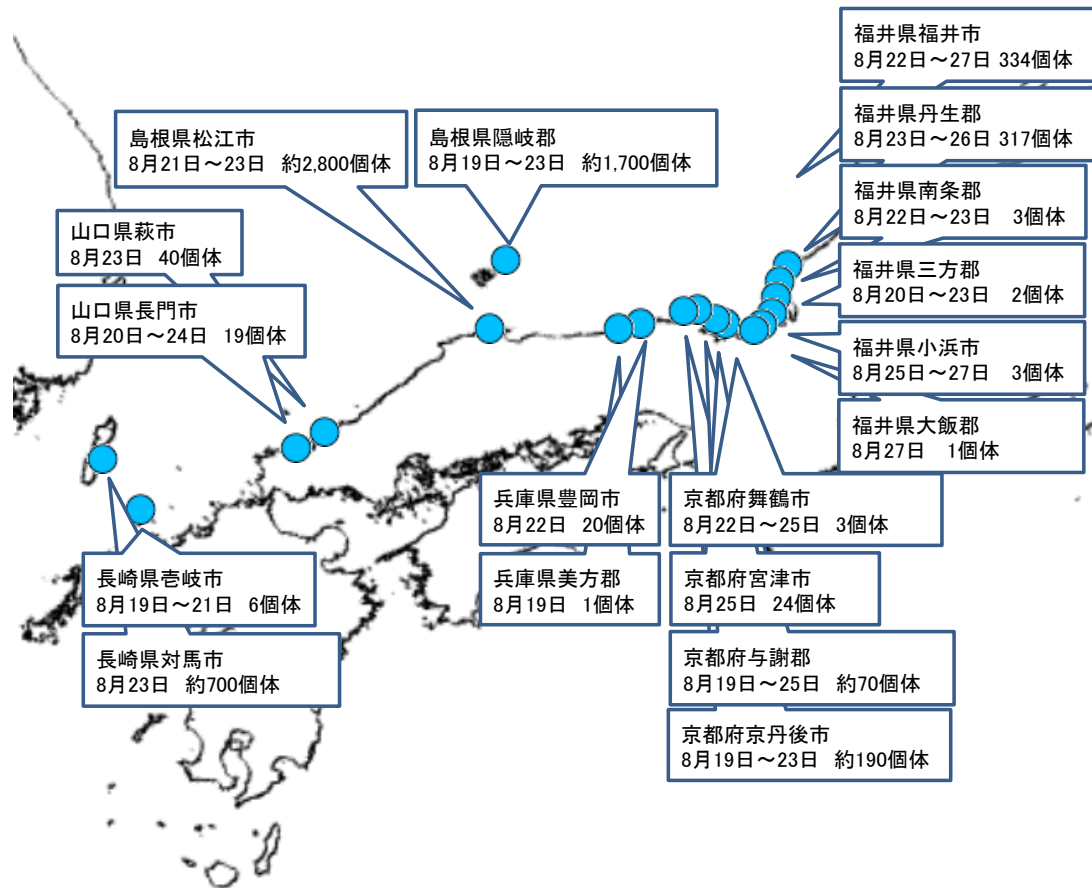 福井県福井市
8月22日～27日 334個体
福井県丹生郡
8月23日～26日 317個体
島根県松江市
8月21日～23日 約2,800個体
島根県隠岐郡
8月19日～23日 約1,700個体
福井県南条郡
8月22日～23日 3個体
山口県萩市
8月23日 40個体
福井県三方郡
8月20日～23日 2個体
山口県長門市
8月20日～24日 19個体
福井県小浜市
8月25日～27日 3個体
福井県大飯郡
8月27日 1個体
兵庫県豊岡市
8月22日 20個体
京都府舞鶴市
8月22日～25日 3個体
長崎県壱岐市
8月19日～21日 6個体
兵庫県美方郡
8月19日 1個体
京都府宮津市
8月25日 24個体
長崎県対馬市
8月23日 約700個体
京都府与謝郡
8月19日～25日 約70個体
京都府京丹後市
8月19日～23日 約190個体